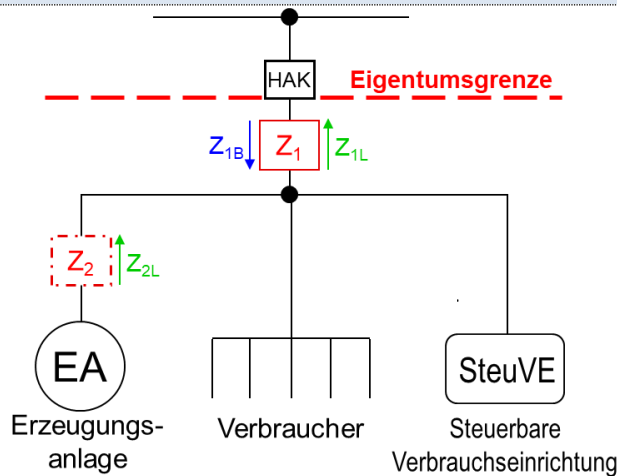 HAK
Eigentumsgrenze
Z1B
Z1
Z1L
Z2
Z2L
EA
SteuVE
Erzeugungs-
anlage
Verbraucher
Steuerbare
Verbrauchseinrichtung